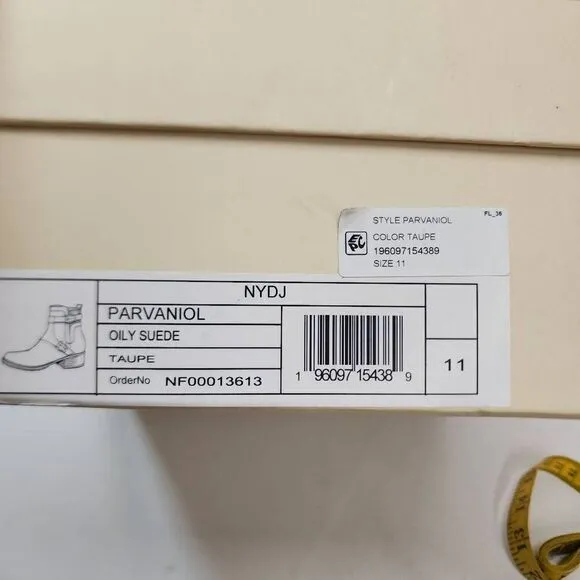 STYLE PARVANIOL
FL_36
COLOR TAUPE
196097154389
SIZE 11
NYDJ
PARVANIOL
OILY SUEDE
TAUPE
OrderNo NF00013613
1 96097 15438 9
11